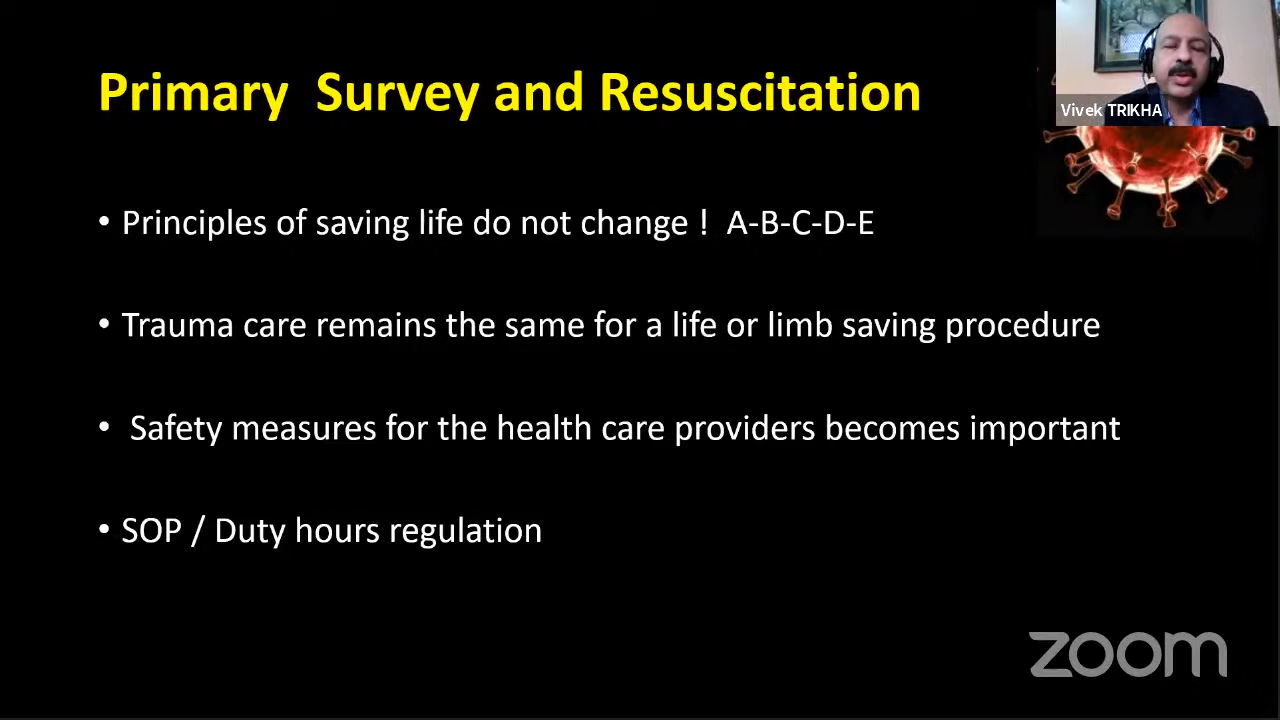 Primary  Survey and Resuscitation
Vivek TRIKHA
• Principles of saving life do not change !  A-B-C-D-E
• Trauma care remains the same for a life or limb saving procedure
•  Safety measures for the health care providers becomes important
• SOP / Duty hours regulation
zoom